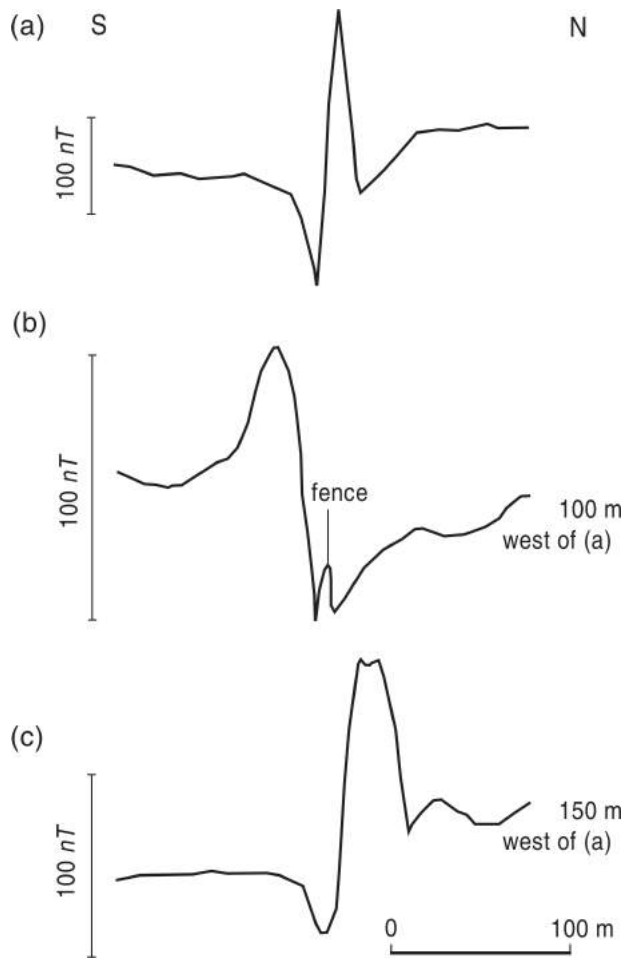 (a) S N
100 nT
(b)
100 nT
fence
100 m
west of (a)
(c)
100 nT
150 m
west of (a)
0 100 m